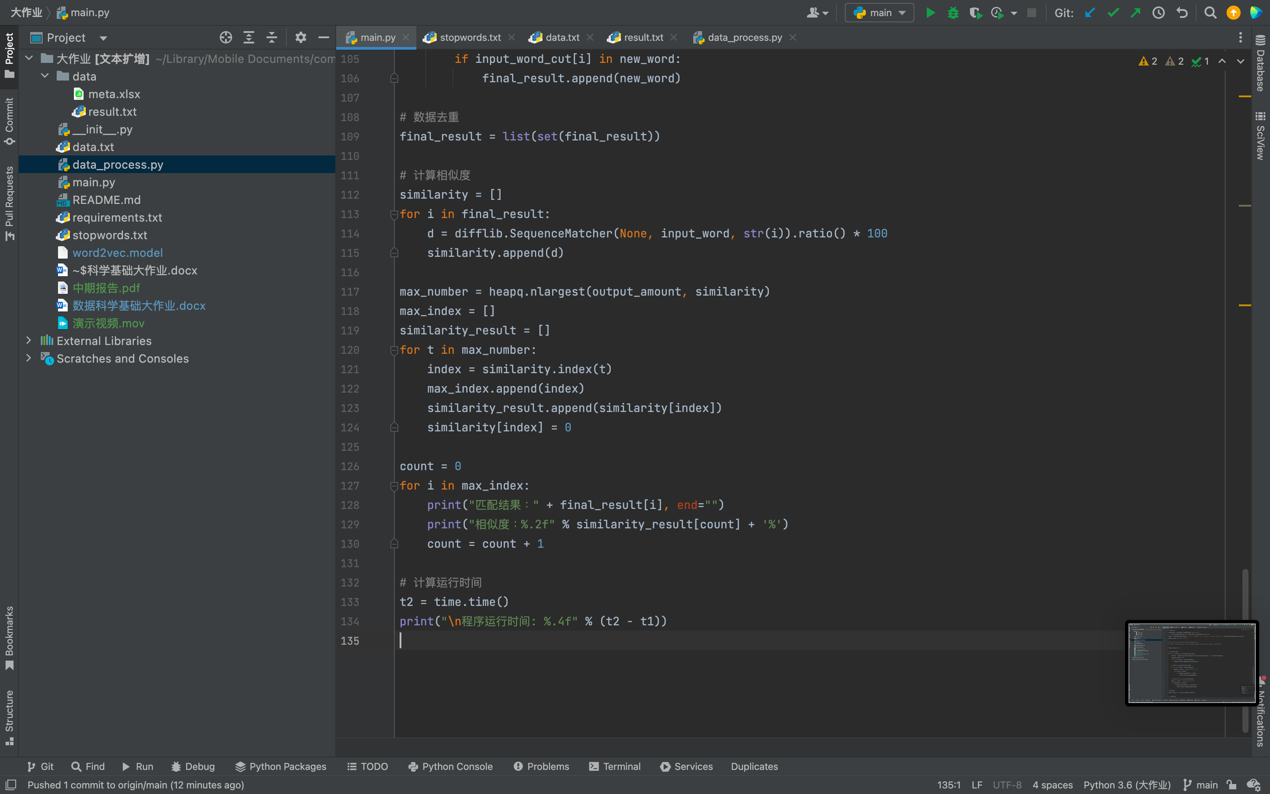 大作业
main.py
main
Git:
Project
main.py
stopwords.txt
data.txt
result.txt
data_process.py
大作业 [文本扩增] ~/Library/Mobile Documents/com
data
meta.xlsx
result.txt
__init__.py
data.txt
data_process.py
main.py
README.md
requirements.txt
stopwords.txt
word2vec.model
~$科学基础大作业.docx
中期报告.pdf
数据科学基础大作业.docx
演示视频.mov
External Libraries
Scratches and Consoles
Project
Commit
Pull Requests
Bookmarks
Structure
2 2 1
105 if input_word_cut[i] in new_word:
106 final_result.append(new_word)
107
108 # 数据去重
109 final_result = list(set(final_result))
110
111 # 计算相似度
112 similarity = []
113 for i in final_result:
114 d = difflib.SequenceMatcher(None, input_word, str(i)).ratio() * 100
115 similarity.append(d)
116
117 max_number = heapq.nlargest(output_amount, similarity)
118 max_index = []
119 similarity_result = []
120 for t in max_number:
121 index = similarity.index(t)
122 max_index.append(index)
123 similarity_result.append(similarity[index])
124 similarity[index] = 0
125
126 count = 0
127 for i in max_index:
128 print("匹配结果:" + final_result[i], end="")
129 print("相似度:%.2f" % similarity_result[count] + '%')
130 count = count + 1
131
132 # 计算运行时间
133 t2 = time.time()
134 print("\n程序运行时间: %.4f" % (t2 - t1))
135
Database
SciView
Notifications
Git
Find
Run
Debug
Python Packages
TODO
Python Console
Problems
Terminal
Services
Duplicates
Pushed 1 commit to origin/main (12 minutes ago)
135:1 LF UTF-8 4 spaces Python 3.6 (大作业) main